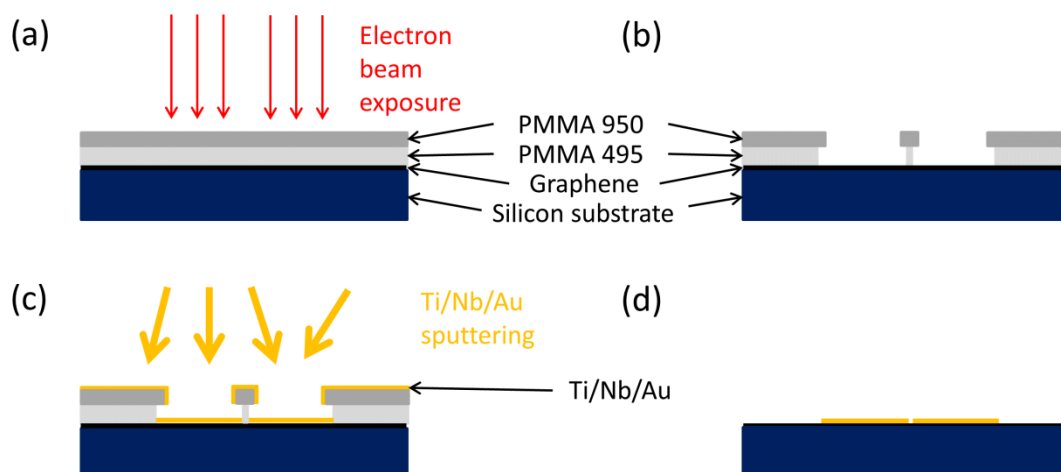 (a)
Electron
beam
exposure
(b)
PMMA 950
PMMA 495
Graphene
Silicon substrate
(c)
Ti/Nb/Au
sputtering
(d)
Ti/Nb/Au